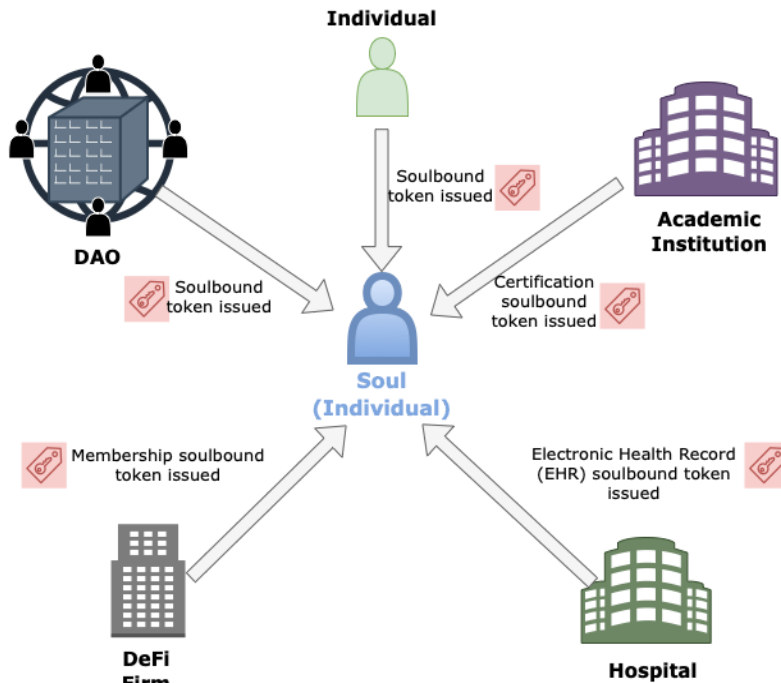 Individual
Soulbound
token issued
Academic
Institution
DAO
Soulbound
token issued
Certification
soulbound
token issued
Soul
(Individual)
Membership soulbound
token issued
Electronic Health Record
(EHR) soulbound token
issued
DeFi
Firm
Hospital